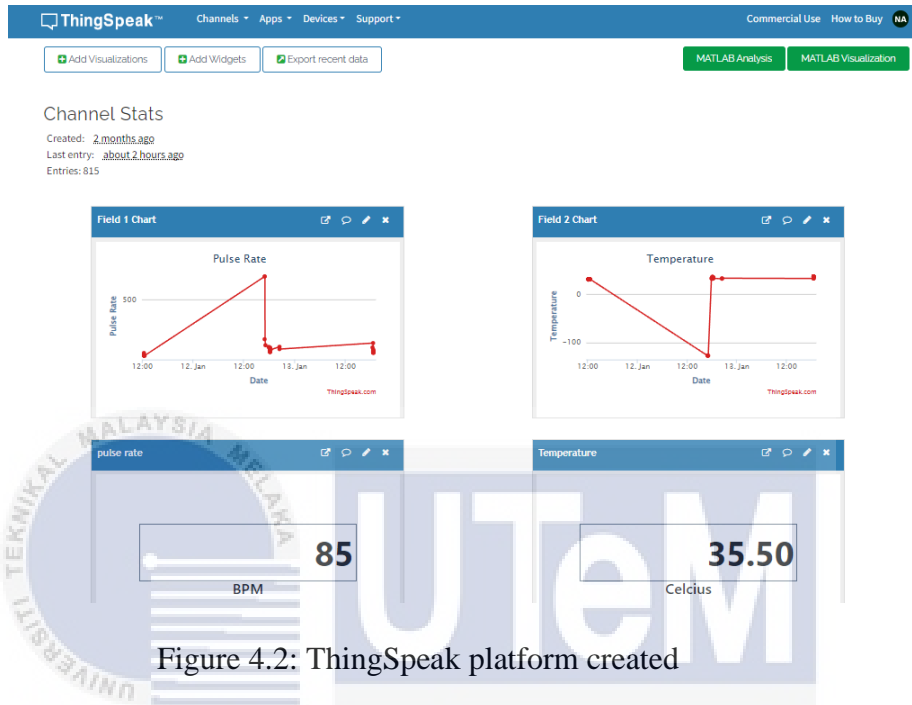 ThingSpeak™ Channels Apps Devices Support Commercial Use How to Buy NA
Add Visualizations Add Widgets Export recent data MATLAB Analysis MATLAB Visualization
Channel Stats
Created: 2 months ago
Last entry: about 2 hours ago
Entries: 815
Field 1 Chart
Pulse Rate
Pulse Rate
500
12:00 12. Jan 12:00 13. Jan 12:00
Date
ThingSpeak.com
Field 2 Chart
Temperature
Temperature
0
-100
12:00 12. Jan 12:00 13. Jan 12:00
Date
ThingSpeak.com
pulse rate
85
BPM
Temperature
35.50
Celcius
UNIVERSITI TEKNIKAL MALAYSIA MELAKA
UTeM
Figure 4.2: ThingSpeak platform created